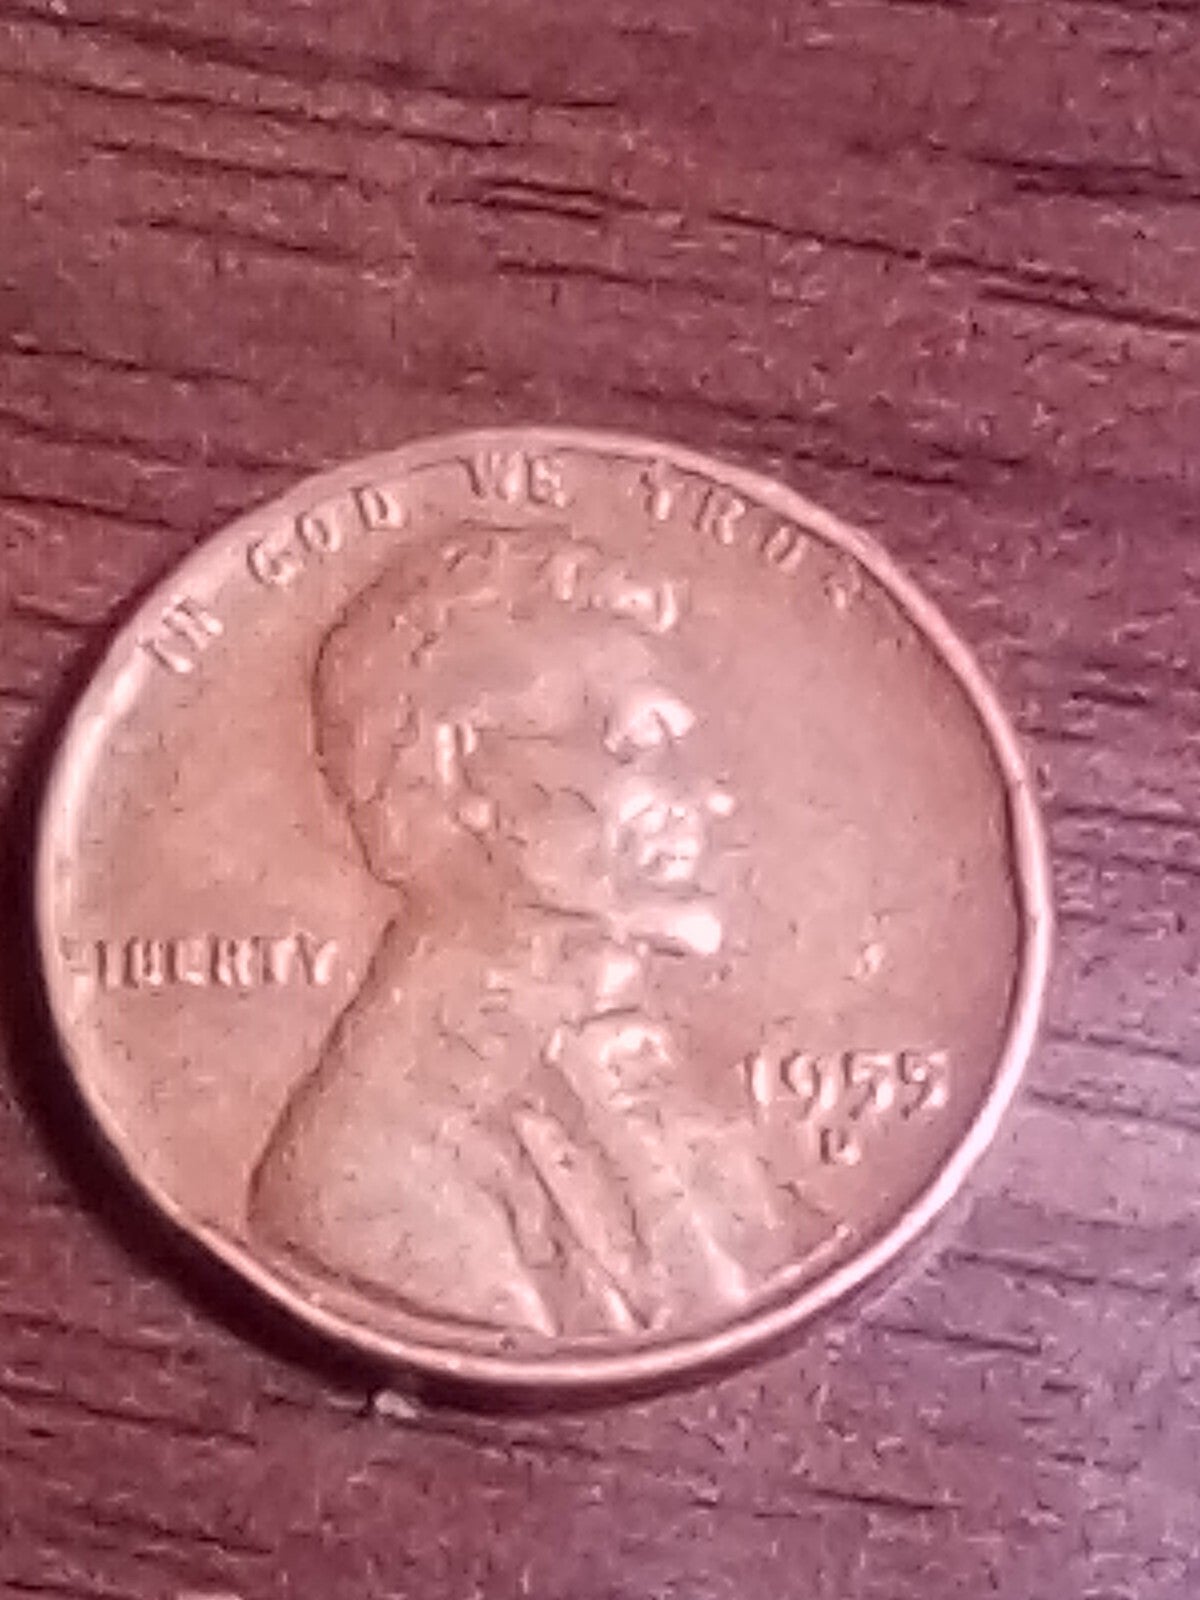 IN GOD WE TRUST
LIBERTY
1955
D